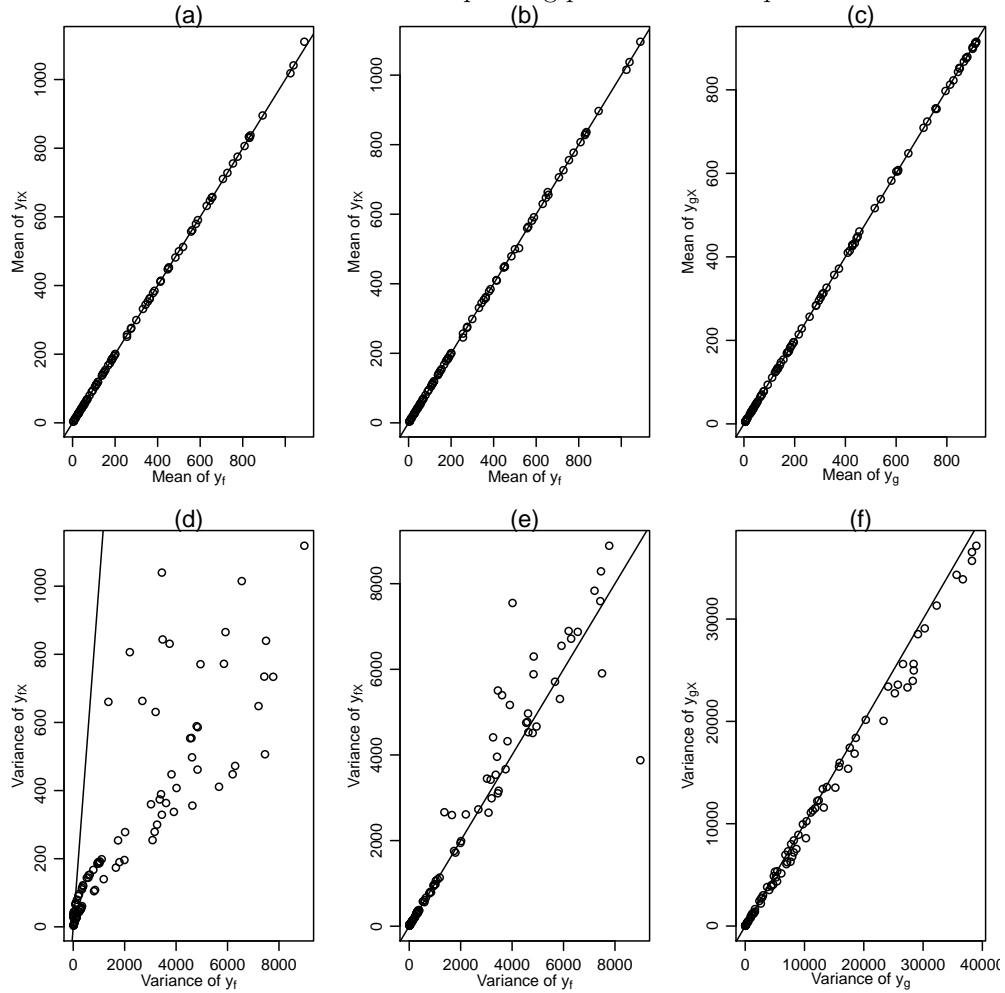 (a)
Mean of y_fX
0 200 400 600 800 1000
0 200 400 600 800
Mean of y_f
(b)
Mean of y_fX
0 200 400 600 800 1000
0 200 400 600 800
Mean of y_f
(c)
Mean of y_gX
0 200 400 600 800
0 200 400 600 800
Mean of y_g
(d)
Variance of y_fX
0 200 400 600 800 1000
0 2000 4000 6000 8000
Variance of y_f
(e)
Variance of y_fX
0 2000 4000 6000 8000
0 2000 4000 6000 8000
Variance of y_f
(f)
Variance of y_gX
0 10000 20000 30000
0 10000 20000 30000
Variance of y_g